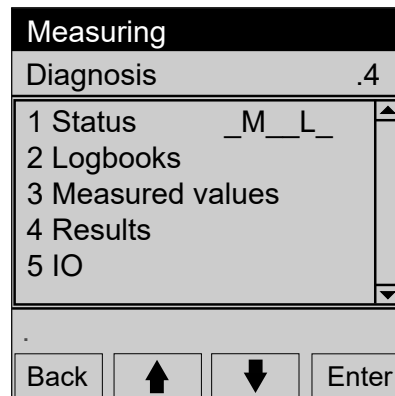 Measuring
Diagnosis .4
1 Status _M__L_
2 Logbooks
3 Measured values
4 Results
5 IO
.
Back Enter